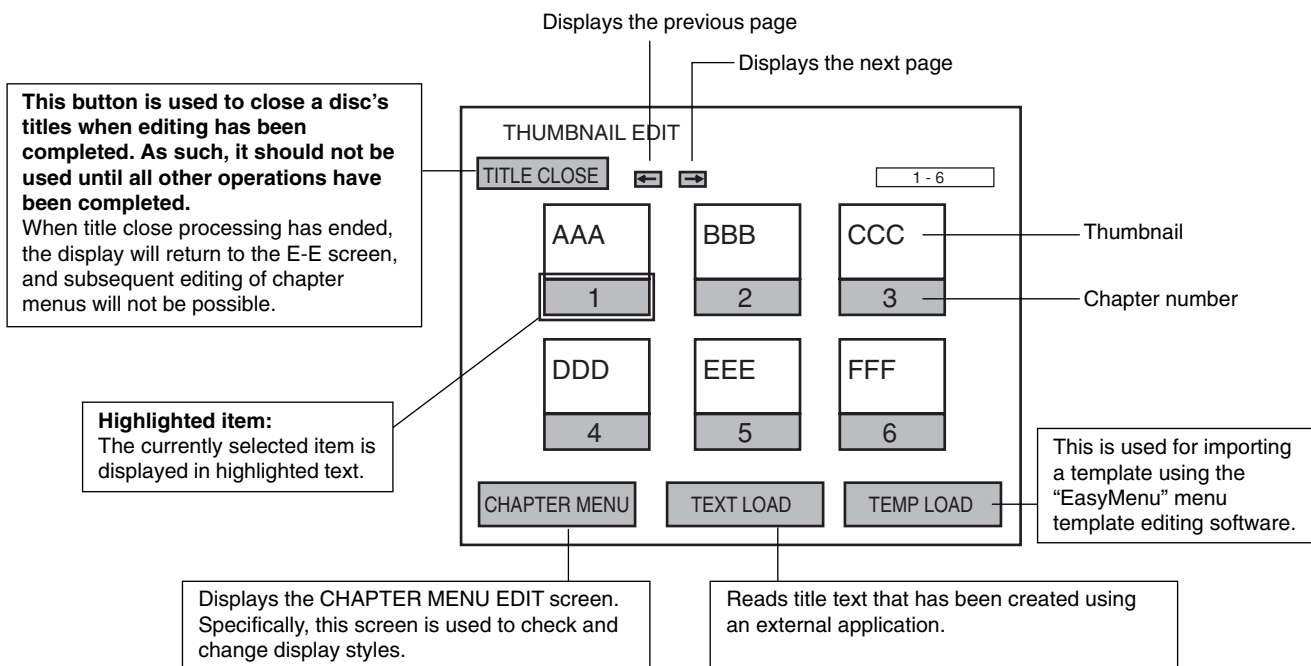 Displays the previous page
Displays the next page
This button is used to close a disc's
titles when editing has been
completed. As such, it should not be
used until all other operations have
been completed.
When title close processing has ended,
the display will return to the E-E screen,
and subsequent editing of chapter
menus will not be possible.
THUMBNAIL EDIT
TITLE CLOSE ← → 1 - 6
AAA BBB CCC
Thumbnail
1 2 3
Chapter number
DDD EEE FFF
4 5 6
Highlighted item:
The currently selected item is
displayed in highlighted text.
CHAPTER MENU TEXT LOAD TEMP LOAD
This is used for importing
a template using the
“EasyMenu” menu
template editing software.
Displays the CHAPTER MENU EDIT screen.
Specifically, this screen is used to check and
change display styles.
Reads title text that has been created using
an external application.